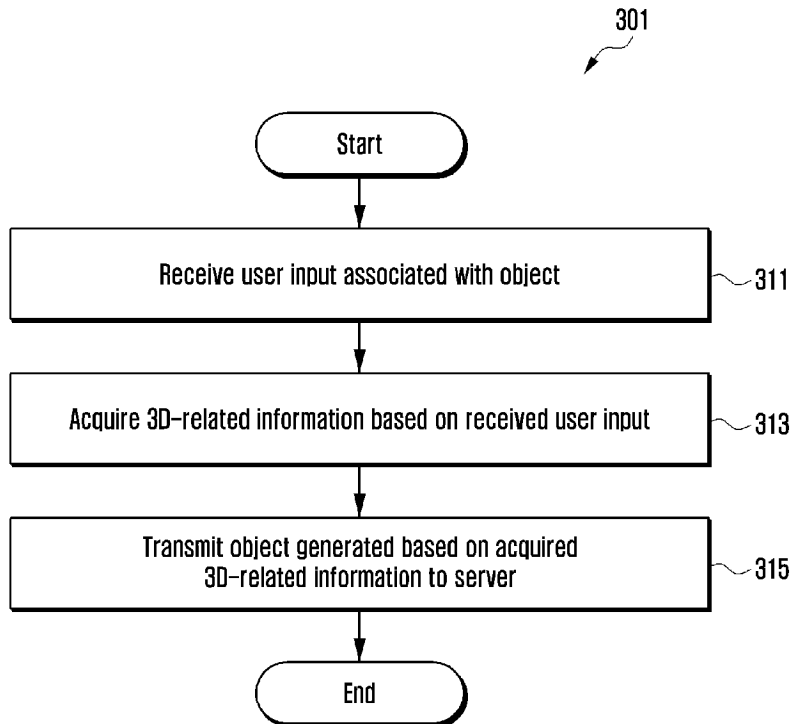 301
Start
Receive user input associated with object
311
Acquire 3D-related information based on received user input
313
Transmit object generated based on acquired
3D-related information to server
315
End